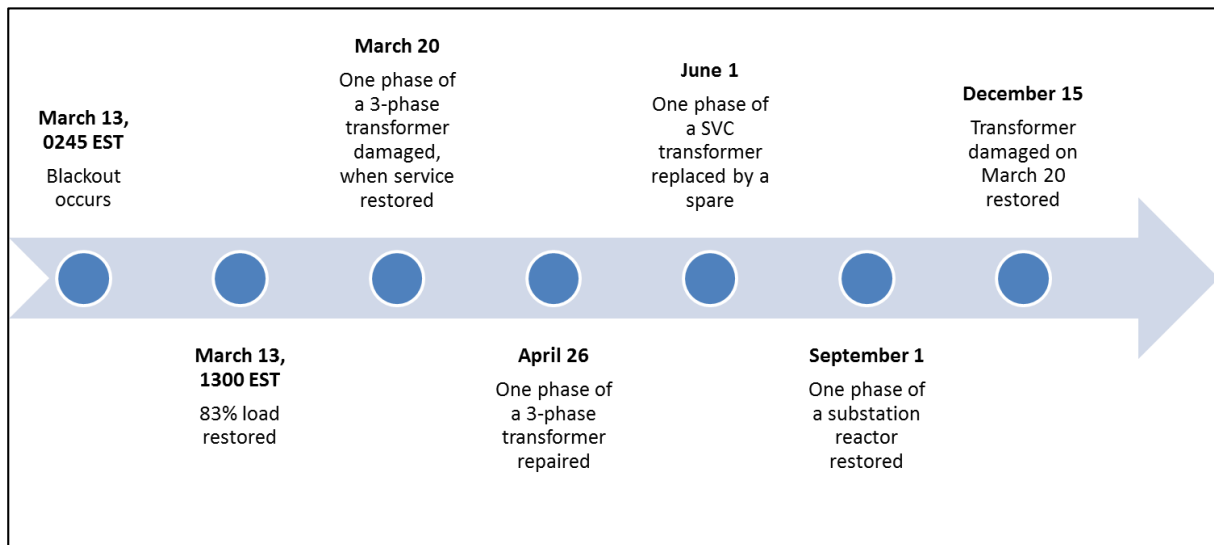 March 13,
0245 EST
Blackout
occurs
March 13,
1300 EST
83% load
restored
March 20
One phase of
a 3-phase
transformer
damaged,
when service
restored
April 26
One phase of
a 3-phase
transformer
repaired
June 1
One phase of
a SVC
transformer
replaced by a
spare
September 1
One phase of
a substation
reactor
restored
December 15
Transformer
damaged on
March 20
restored